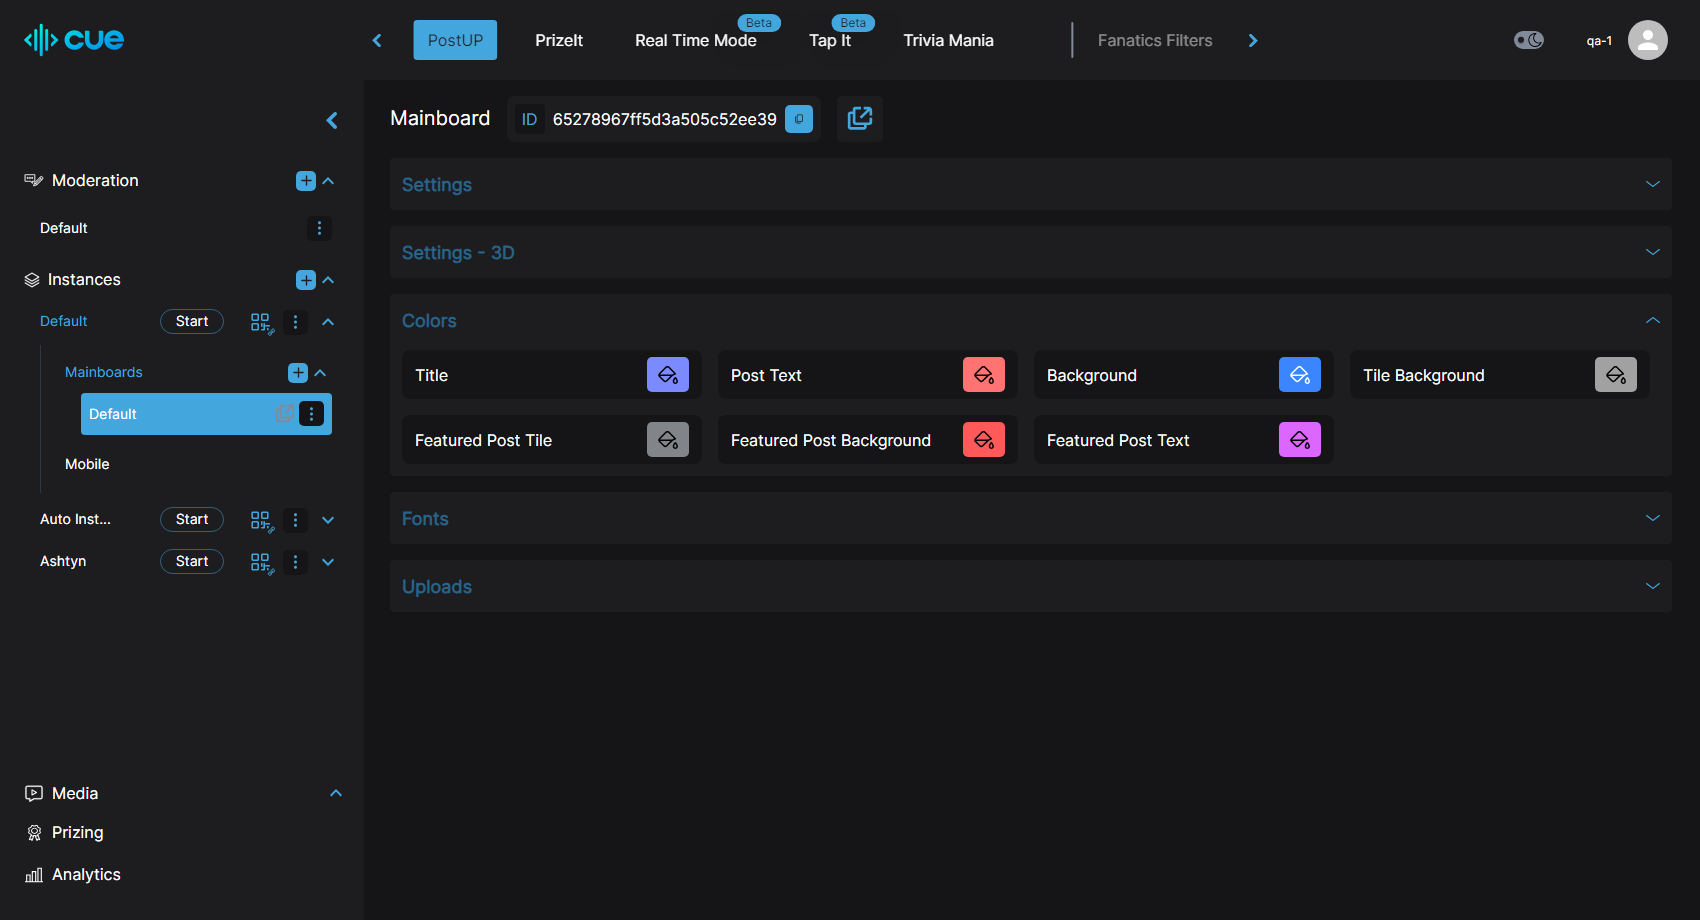 cue
PostUP
PrizeIt
Real Time Mode
Beta
Tap It
Beta
Trivia Mania
Fanatics Filters
qa-1
Moderation
Default
Instances
Default
Start
Mainboards
Default
Mobile
Auto Inst...
Start
Ashtyn
Start
Media
Prizing
Analytics
Mainboard
ID 65278967ff5d3a505c52ee39
Settings
Settings - 3D
Colors
Title
Post Text
Background
Tile Background
Featured Post Tile
Featured Post Background
Featured Post Text
Fonts
Uploads